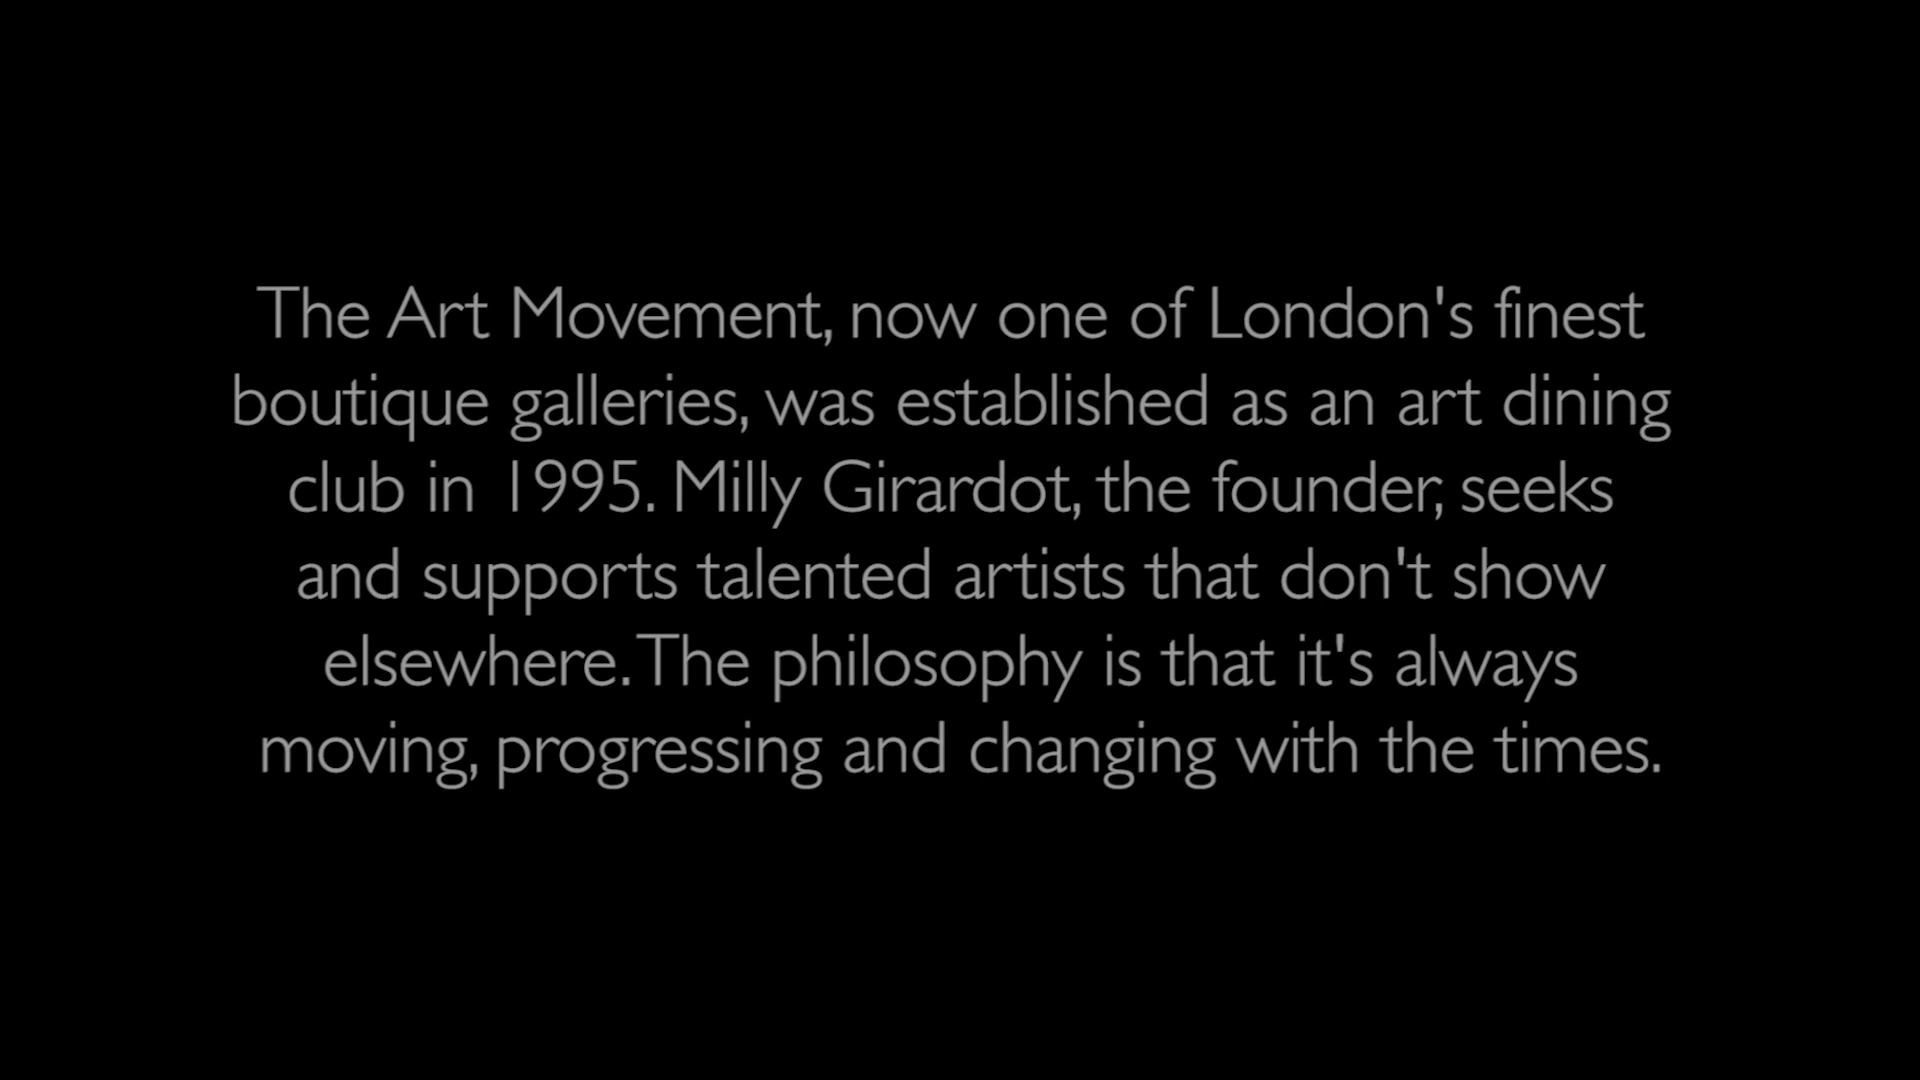 The Art Movement, now one of London's finest
boutique galleries, was established as an art dining
club in 1995. Milly Girardot, the founder, seeks
and supports talented artists that don't show
elsewhere. The philosophy is that it's always
moving, progressing and changing with the times.